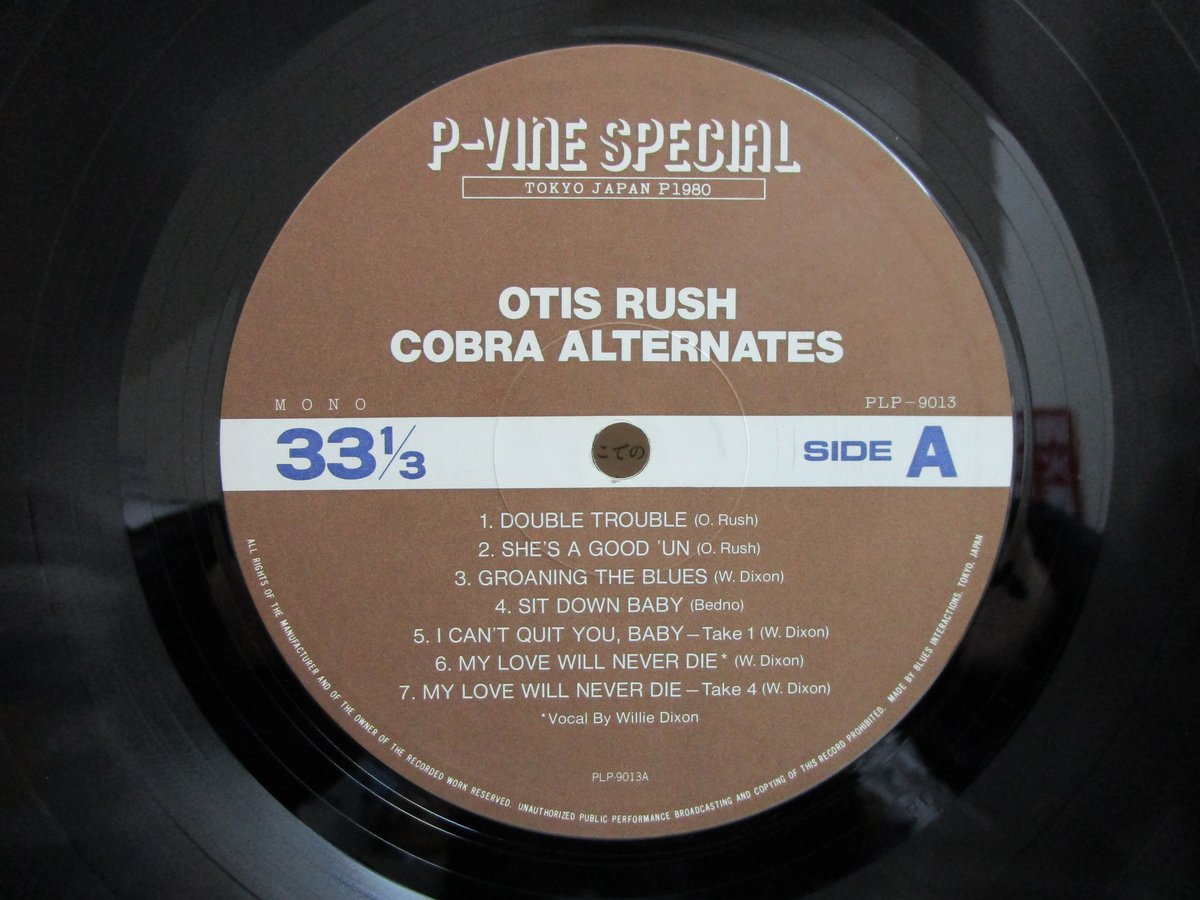 P-VINE SPECIAL
TOKYO JAPAN P1980
OTIS RUSH
COBRA ALTERNATES
MONO
PLP-9013
33 1/3
こての
SIDE A
1. DOUBLE TROUBLE (O. Rush)
2. SHE'S A GOOD 'UN (O. Rush)
3. GROANING THE BLUES (W. Dixon)
4. SIT DOWN BABY (Bedno)
5. I CAN'T QUIT YOU, BABY—Take 1 (W. Dixon)
6. MY LOVE WILL NEVER DIE* (W. Dixon)
7. MY LOVE WILL NEVER DIE—Take 4 (W. Dixon)
*Vocal By Willie Dixon
PLP-9013A
ALL RIGHTS OF THE MANUFACTURER AND OF THE OWNER OF THE RECORDED WORK RESERVED. UNAUTHORIZED PUBLIC PERFORMANCE BROADCASTING AND COPYING OF THIS RECORD PROHIBITED. MADE BY BLUES INTERACTIONS, TOKYO, JAPAN